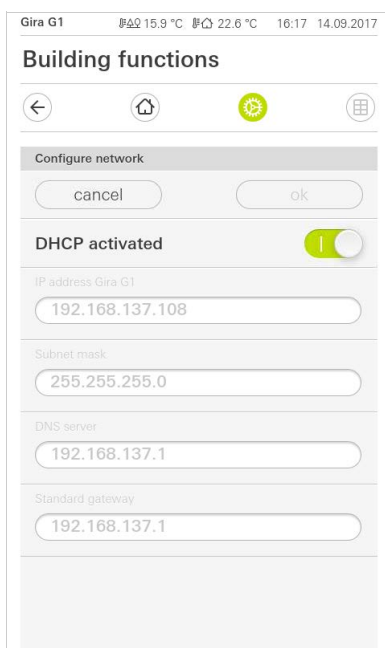 Gira G1 15.9 °C 22.6 °C 16:17 14.09.2017
Building functions
Configure network
cancel ok
DHCP activated
IP address Gira G1
192.168.137.108
Subnet mask
255.255.255.0
DNS server
192.168.137.1
Standard gateway
192.168.137.1